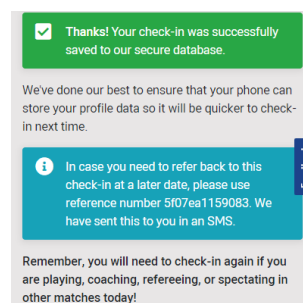 Thanks! Your check-in was successfully
saved to our secure database.
We've done our best to ensure that your phone can
store your profile data so it will be quicker to check-
in next time.
In case you need to refer back to this
check-in at a later date, please use
reference number 5f07ea1159083. We
have sent this to you in an SMS.
Remember, you will need to check-in again if you
are playing, coaching, refereeing, or spectating in
other matches today!